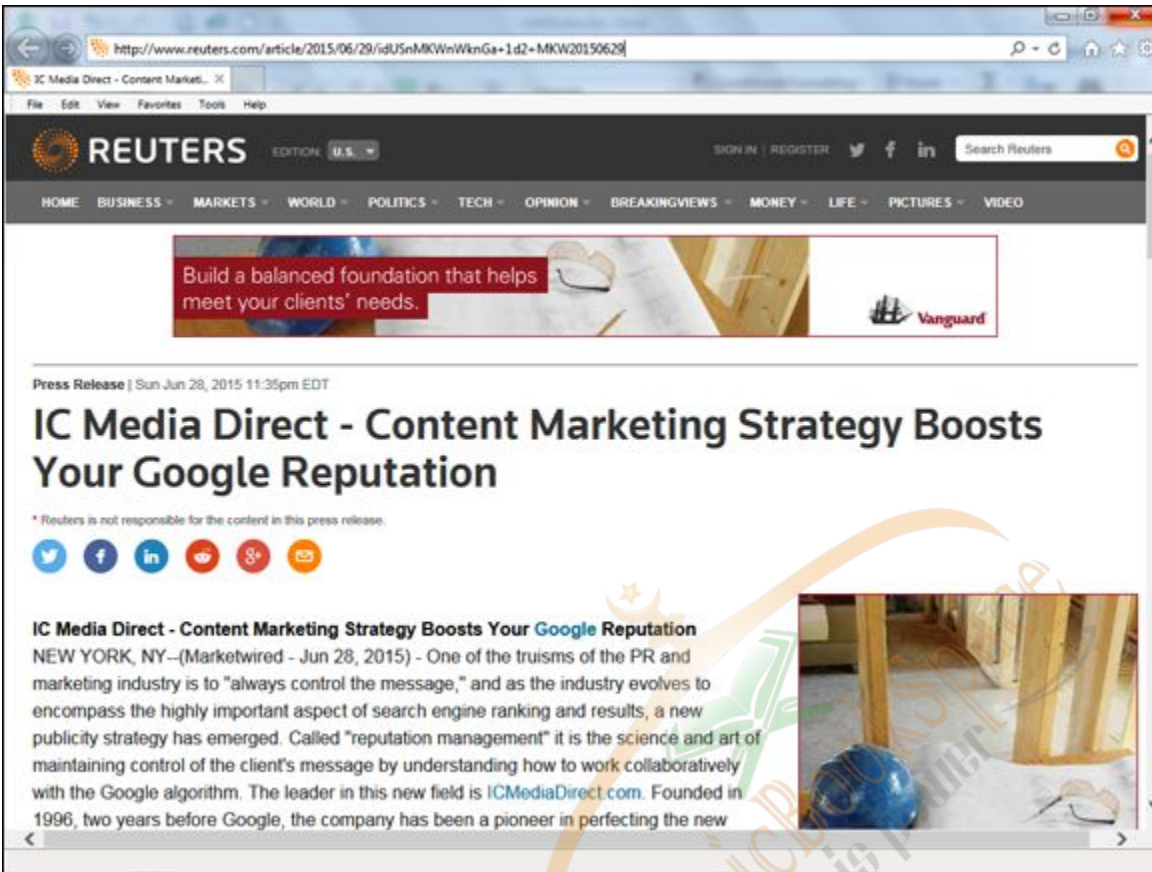 http://www.reuters.com/article/2015/06/29/idUSnMKWnWknGa+1d2+MKW20150629
IC Media Direct - Content Marketi...
File Edit View Favorites Tools Help
REUTERS EDITION: U.S. SIGN IN | REGISTER f in Search Reuters
HOME BUSINESS MARKETS WORLD POLITICS TECH OPINION BREAKINGVIEWS MONEY LIFE PICTURES VIDEO
Build a balanced foundation that helps
meet your clients' needs.
Vanguard
Press Release | Sun Jun 28, 2015 11:35pm EDT
IC Media Direct - Content Marketing Strategy Boosts
Your Google Reputation
* Reuters is not responsible for the content in this press release.
f in 8+
IC Media Direct - Content Marketing Strategy Boosts Your Google Reputation
NEW YORK, NY--(Marketwired - Jun 28, 2015) - One of the truisms of the PR and
marketing industry is to "always control the message," and as the industry evolves to
encompass the highly important aspect of search engine ranking and results, a new
publicity strategy has emerged. Called "reputation management" it is the science and art of
maintaining control of the client's message by understanding how to work collaboratively
with the Google algorithm. The leader in this new field is ICMediaDirect.com. Founded in
1996, two years before Google, the company has been a pioneer in perfecting the new